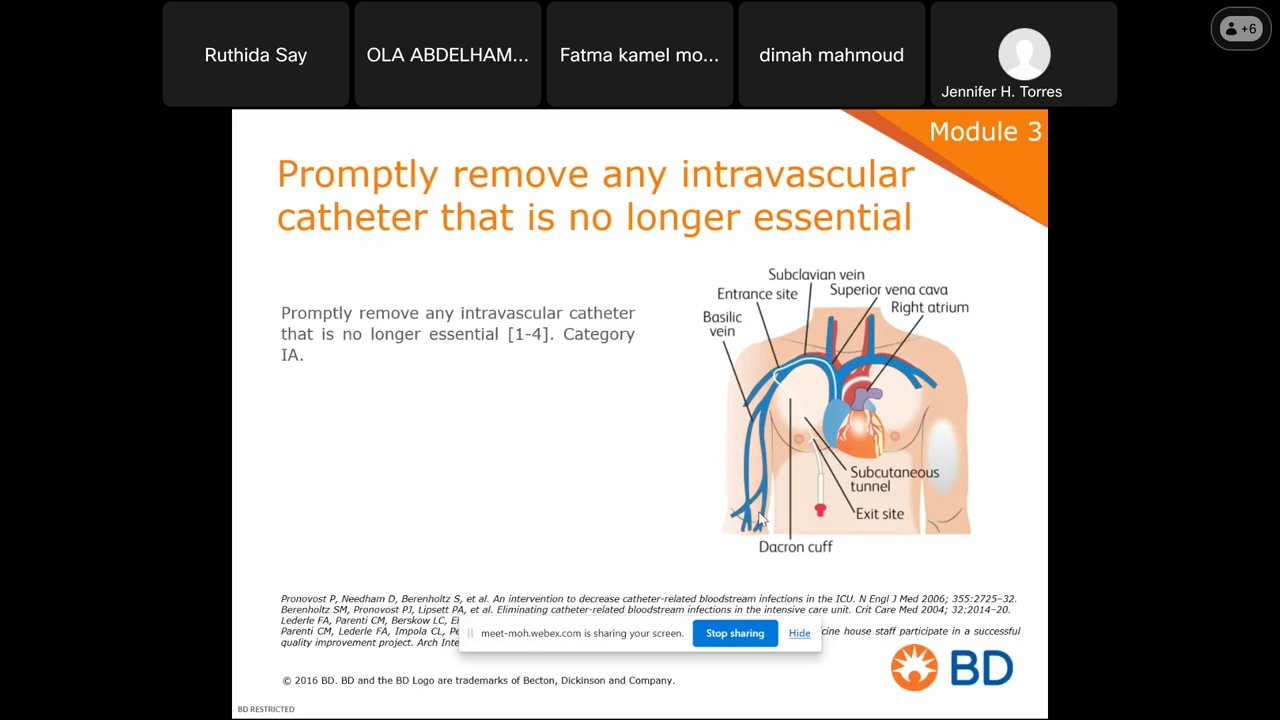 Ruthida Say
OLA ABDELHAM...
Fatma kamel mo...
dimah mahmoud
Jennifer H. Torres
+6
Module 3
Promptly remove any intravascular
catheter that is no longer essential
Promptly remove any intravascular catheter
that is no longer essential [1-4]. Category
IA.
Subclavian vein
Entrance site
Superior vena cava
Basilic
vein
Right atrium
Subcutaneous
tunnel
Exit site
Dacron cuff
Pronovost P, Needham D, Berenholtz S, et al. An intervention to decrease catheter-related bloodstream infections in the ICU. N Engl J Med 2006; 355:2725–32.
Berenholtz SM, Pronovost PJ, Lipsett PA, et al. Eliminating catheter-related bloodstream infections in the intensive care unit. Crit Care Med 2004; 32:2014–20.
Lederle FA, Parenti CM, Berskow LC,
Parenti CM, Lederle FA, Impola CL, house staff participate in a successful
quality improvement project. Arch
meet-moh.webex.com is sharing your screen.
Stop sharing
Hide
© 2016 BD. BD and the BD Logo are trademarks of Becton, Dickinson and Company.
BD
BD RESTRICTED